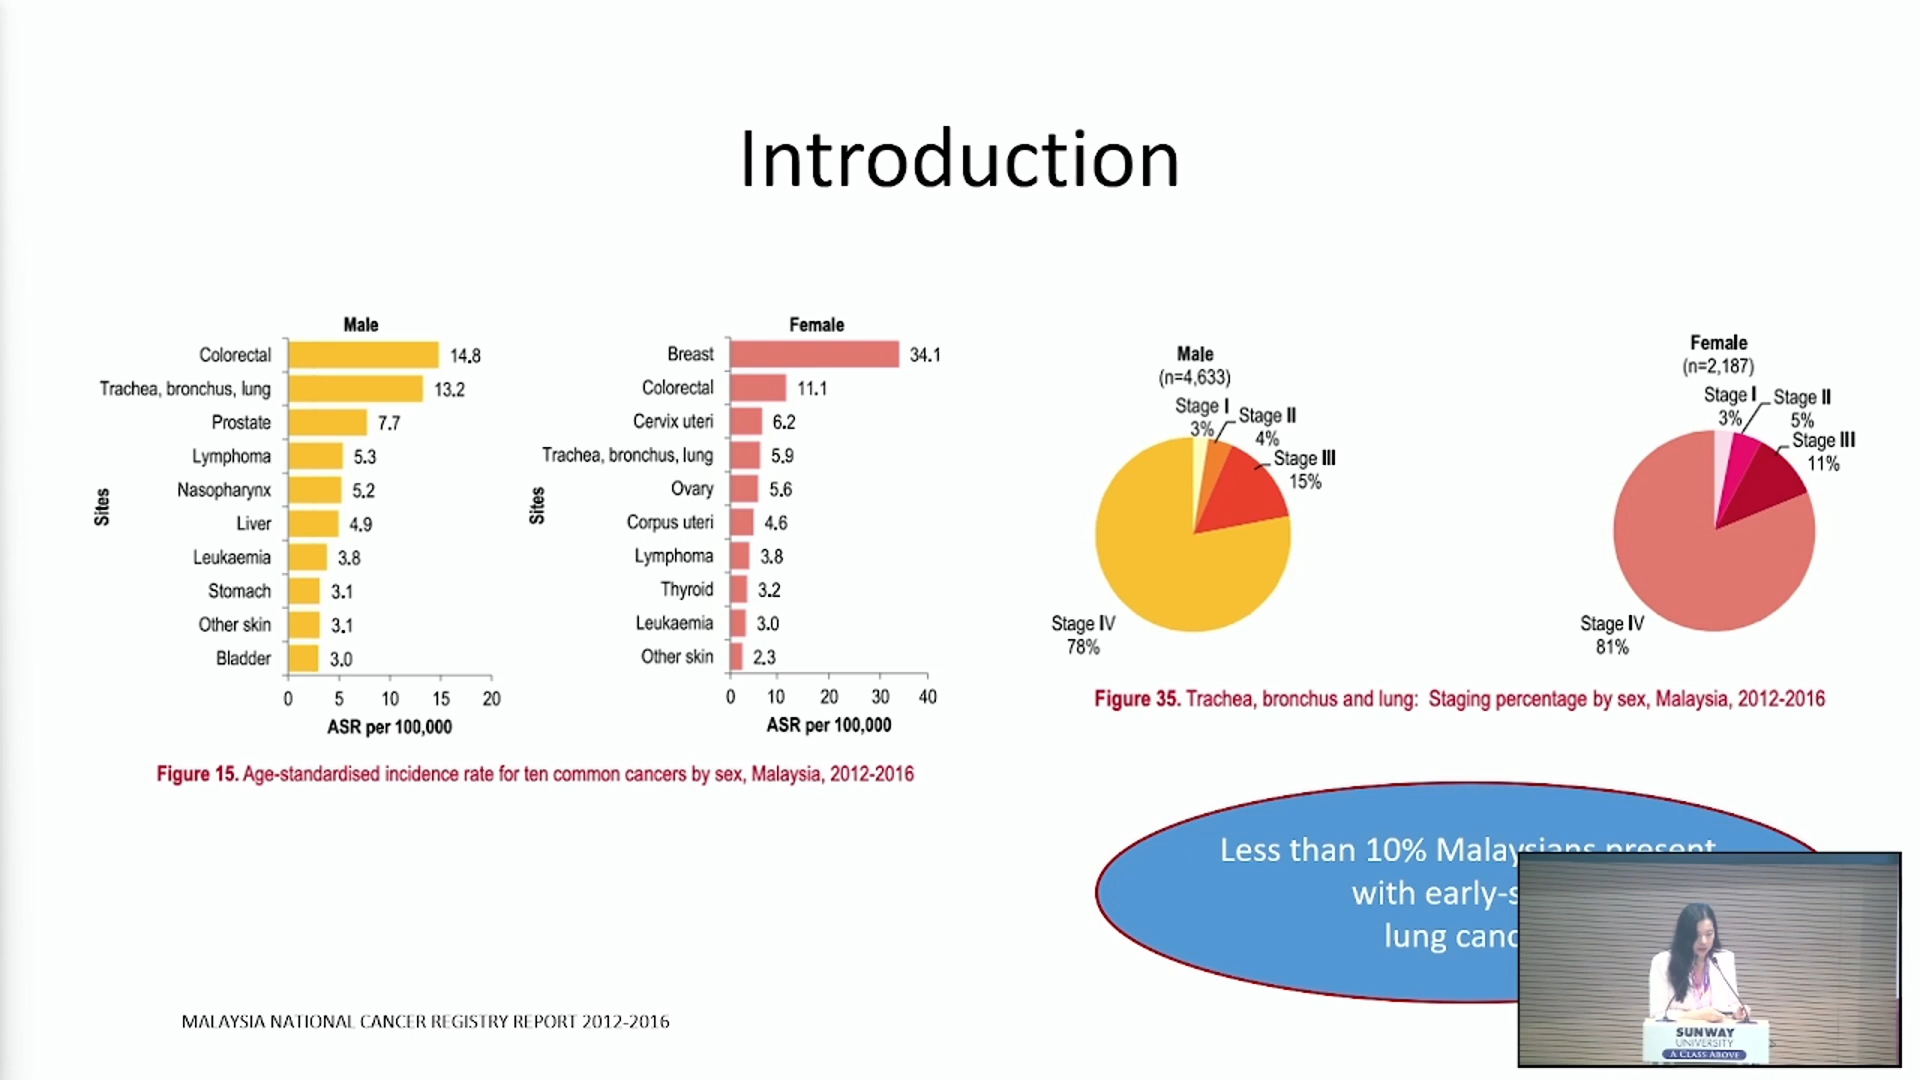 Introduction
Male
Colorectal 14.8
Trachea, bronchus, lung 13.2
Prostate 7.7
Lymphoma 5.3
Nasopharynx 5.2
Liver 4.9
Leukaemia 3.8
Stomach 3.1
Other skin 3.1
Bladder 3.0
Sites
0 5 10 15 20
ASR per 100,000
Female
Breast 34.1
Colorectal 11.1
Cervix uteri 6.2
Trachea, bronchus, lung 5.9
Ovary 5.6
Corpus uteri 4.6
Lymphoma 3.8
Thyroid 3.2
Leukaemia 3.0
Other skin 2.3
Sites
0 10 20 30 40
ASR per 100,000
Figure 15. Age-standardised incidence rate for ten common cancers by sex, Malaysia, 2012-2016
Male
(n=4,633)
Stage I
3%
Stage II
4%
Stage III
15%
Stage IV
78%
Female
(n=2,187)
Stage I
3%
Stage II
5%
Stage III
11%
Stage IV
81%
Figure 35. Trachea, bronchus and lung: Staging percentage by sex, Malaysia, 2012-2016
Less than 10% Malaysians present
with early-
lung
MALAYSIA NATIONAL CANCER REGISTRY REPORT 2012-2016
SUNWAY
UNIVERSITY
A CLASS ABOVE